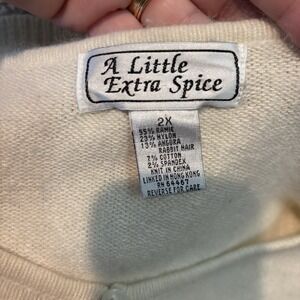 A Little
Extra Spice
2X
55% RAMIE
23% NYLON
13% ANGORA
RABBIT HAIR
7% COTTON
2% SPANDEX
KNIT IN CHINA
LINKED IN HONG KONG
RN 64467
REVERSE FOR CARE